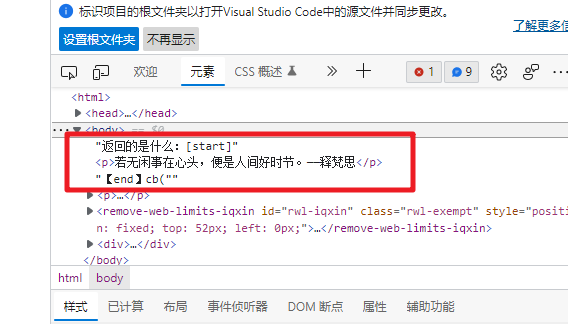 标识项目的根文件夹以打开Visual Studio Code中的源文件并同步更改。
了解更多信息
设置根文件夹 不再显示
欢迎 元素 CSS 概述 1 9
<html>
<head>…</head>
<body> == $0
"返回的是什么：[start]"
<p>若无闲事在心头，便是人间好时节。——释梵思</p>
"【end】cb(""
<p>…</p>
<remove-web-limits-iqxin id="rwl-iqxin" class="rwl-exempt" style="positi
n: fixed; top: 52px; left: 0px;">…</remove-web-limits-iqxin>
<div>…</div>
</body>
html body
样式 已计算 布局 事件侦听器 DOM 断点 属性 辅助功能